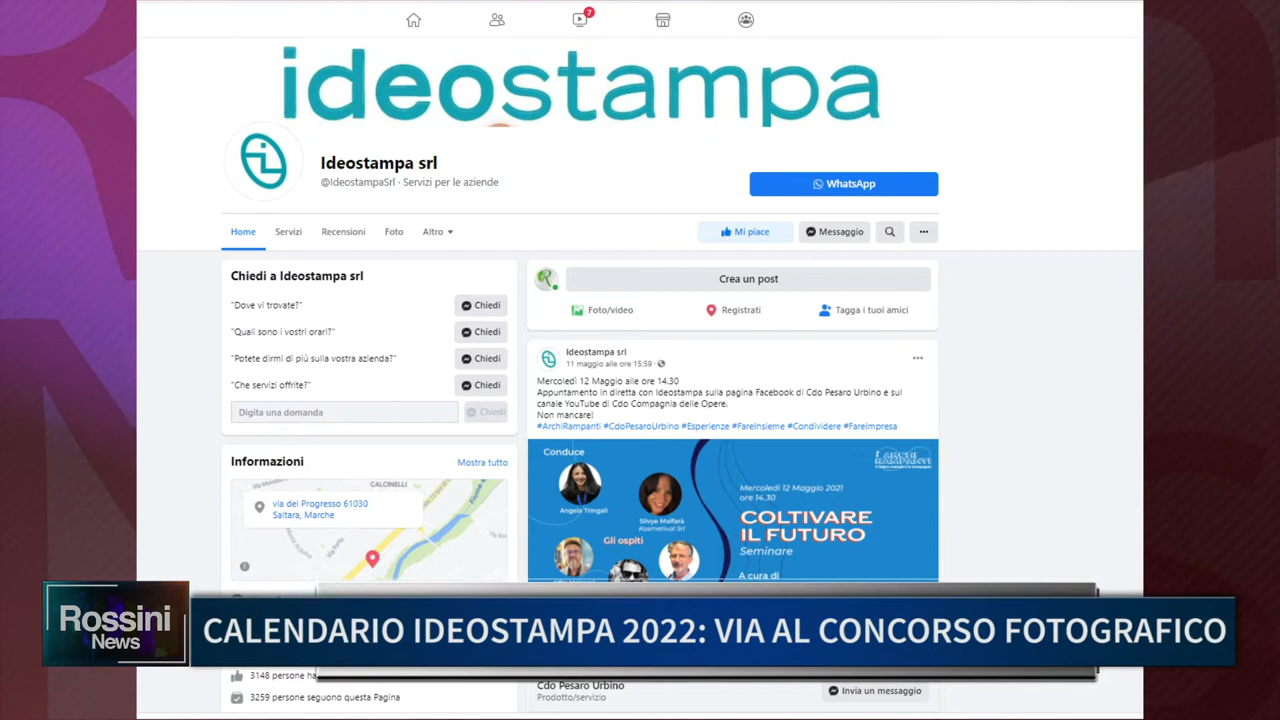 7
ideostampa
Ideostampa srl
@IdeostampaSrl · Servizi per le aziende
WhatsApp
Home
Servizi
Recensioni
Foto
Altro
Mi piace
Messaggio
Chiedi a Ideostampa srl
"Dove vi trovate?"
Chiedi
"Quali sono i vostri orari?"
Chiedi
"Potete dirmi di più sulla vostra azienda?"
Chiedi
"Che servizi offrite?"
Chiedi
Digita una domanda
Chiedi
Informazioni
Mostra tutto
CALCINELLI
via del Progresso 61030
Saltara, Marche
3148 persone ha
3259 persone seguono questa Pagina
Crea un post
Foto/video
Registrati
Tagga i tuoi amici
Ideostampa srl
11 maggio alle ore 15:59 ·
Mercoledì 12 Maggio alle ore 14.30
Appuntamento in diretta con Ideostampa sulla pagina Facebook di Cdo Pesaro Urbino e sul
canale YouTube di Cdo Compagnia delle Opere.
Non mancare!
#ArchiRampanti #CdoPesaroUrbino #Esperienze #FareInsieme #Condividere #FareImpresa
Conduce
Angela Tringali
Silvye Malfarà
Kosmetival Srl
Gli ospiti
ARCHI
RAMPANTI
Mercoledì 12 Maggio 2021
ore 14.30
COLTIVARE
IL FUTURO
Seminare
A cura di
Cdo Pesaro Urbino
Prodotto/servizio
Invia un messaggio
Rossini
News
CALENDARIO IDEOSTAMPA 2022: VIA AL CONCORSO FOTOGRAFICO